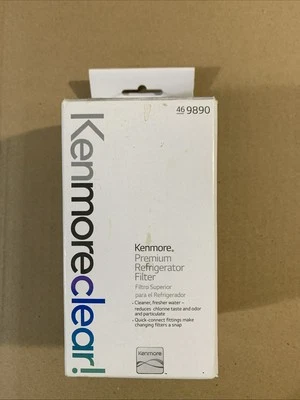 46 9890
Kenmoreclear!
Kenmore.
Premium
Refrigerator
Filter
Filtro Superior
para el Refrigerador
- Cleaner, fresher water –
reduces chlorine taste and odor
and particulate
- Quick-connect fittings make
changing filters a snap
Kenmore